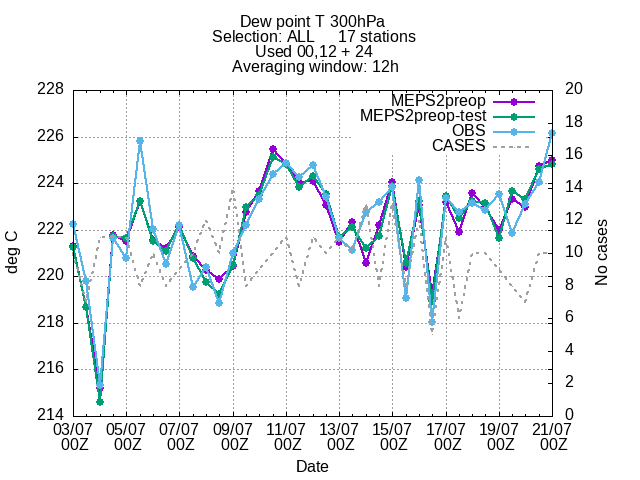 Dew point T 300hPa
Selection: ALL 17 stations
Used 00,12 + 24
Averaging window: 12h
228 20
MEPS2preop
MEPS2preop-test
OBS
CASES
18
226
16
224
14
222
12
220
10
218
8
216
6
4
2
214 0
deg C
No cases
03/07 05/07 07/07 09/07 11/07 13/07 15/07 17/07 19/07 21/07
00Z 00Z 00Z 00Z 00Z 00Z 00Z 00Z 00Z 00Z
Date